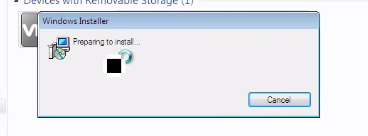 Devices with Removable Storage (1)
Windows Installer
Preparing to install...
Cancel